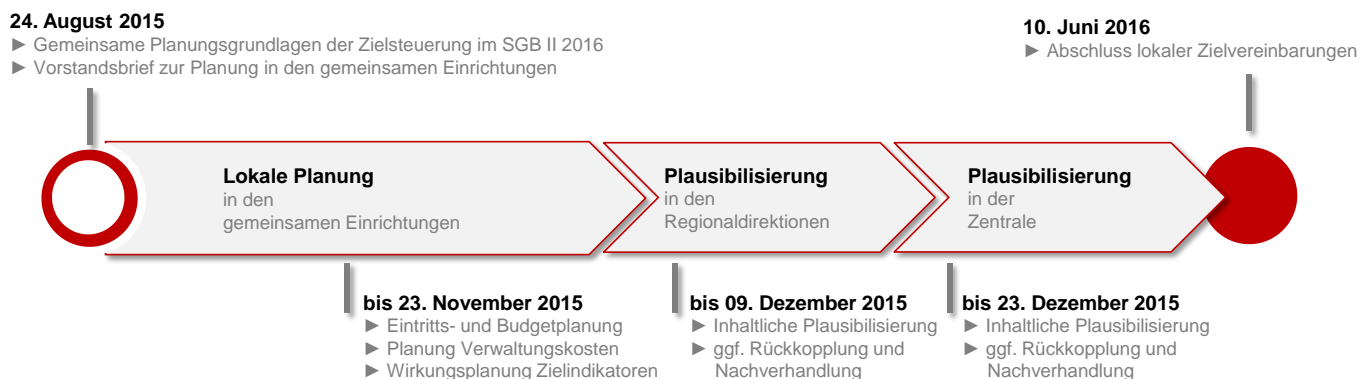 24. August 2015
► Gemeinsame Planungsgrundlagen der Zielsteuerung im SGB II 2016
► Vorstandsbrief zur Planung in den gemeinsamen Einrichtungen
10. Juni 2016
► Abschluss lokaler Zielvereinbarungen
Lokale Planung
in den
gemeinsamen Einrichtungen
Plausibilisierung
in den
Regionaldirektionen
Plausibilisierung
in der
Zentrale
bis 23. November 2015
► Eintritts- und Budgetplanung
► Planung Verwaltungskosten
► Wirkungsplanung Zielindikatoren
bis 09. Dezember 2015
► Inhaltliche Plausibilisierung
► ggf. Rückkopplung und
Nachverhandlung
bis 23. Dezember 2015
► Inhaltliche Plausibilisierung
► ggf. Rückkopplung und
Nachverhandlung